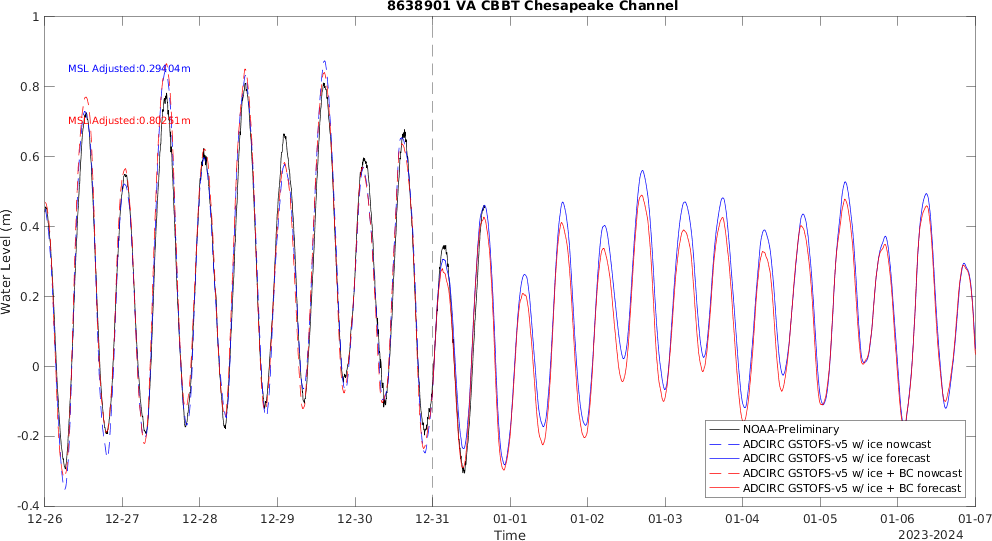 8638901 VA CBBT Chesapeake Channel
1
0.8
0.6
0.4
0.2
0
-0.2
-0.4
Water Level (m)
MSL Adjusted:0.29404m
MSL Adjusted:0.80251m
NOAA-Preliminary
ADCIRC GSTOFS-v5 w/ ice nowcast
ADCIRC GSTOFS-v5 w/ ice forecast
ADCIRC GSTOFS-v5 w/ ice + BC nowcast
ADCIRC GSTOFS-v5 w/ ice + BC forecast
12-26 12-27 12-28 12-29 12-30 12-31 01-01 01-02 01-03 01-04 01-05 01-06 01-07
Time
2023-2024